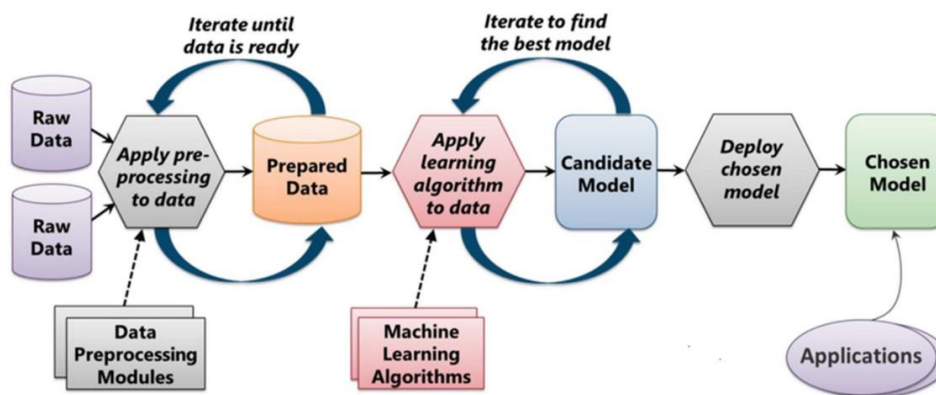 Iterate until
data is ready
Iterate to find
the best model
Raw
Data
Raw
Data
Apply pre-
processing
to data
Prepared
Data
Apply
learning
algorithm
to data
Candidate
Model
Deploy
chosen
model
Chosen
Model
Data
Preprocessing
Modules
Machine
Learning
Algorithms
Applications